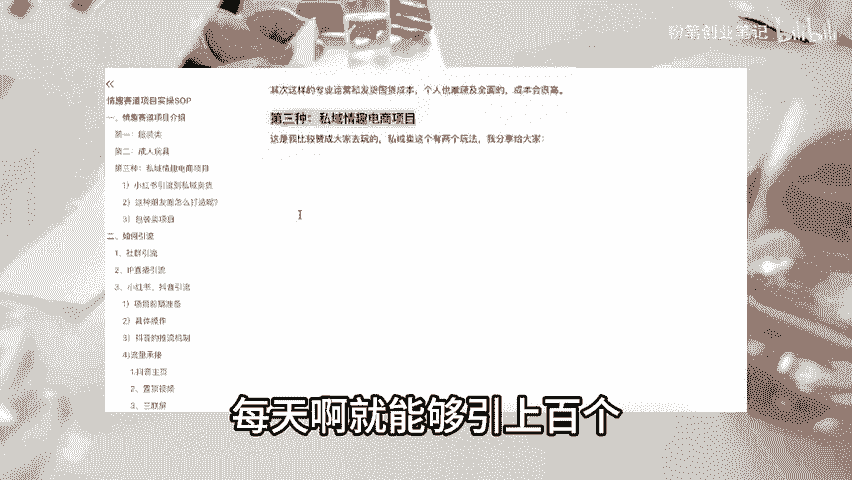 粉笔创业笔记 bilibili
其次这样的专业运营和发货囤货成本，个人也难顾及全面的，成本会很高。
第三种：私域情趣电商项目
这是我比较赞成大家去玩的，私域卖这个有两个玩法，我分享给大家：
情趣赛道项目实操SOP
一、情趣赛道项目介绍
第一：服装类
第二：成人玩具
第三种：私域情趣电商项目
1）小红书引流到私域卖货
2）这种朋友圈怎么打造呢？
3）包装类项目
二、如何引流
1、社群引流
2、IP直播引流
3、小红书、抖音引流
1）项目前期准备
2）具体操作
3）抖音的推流机制
4)流量承接
1.抖音主页
2、置顶视频
3、三联屏
每天啊就能够引上百个